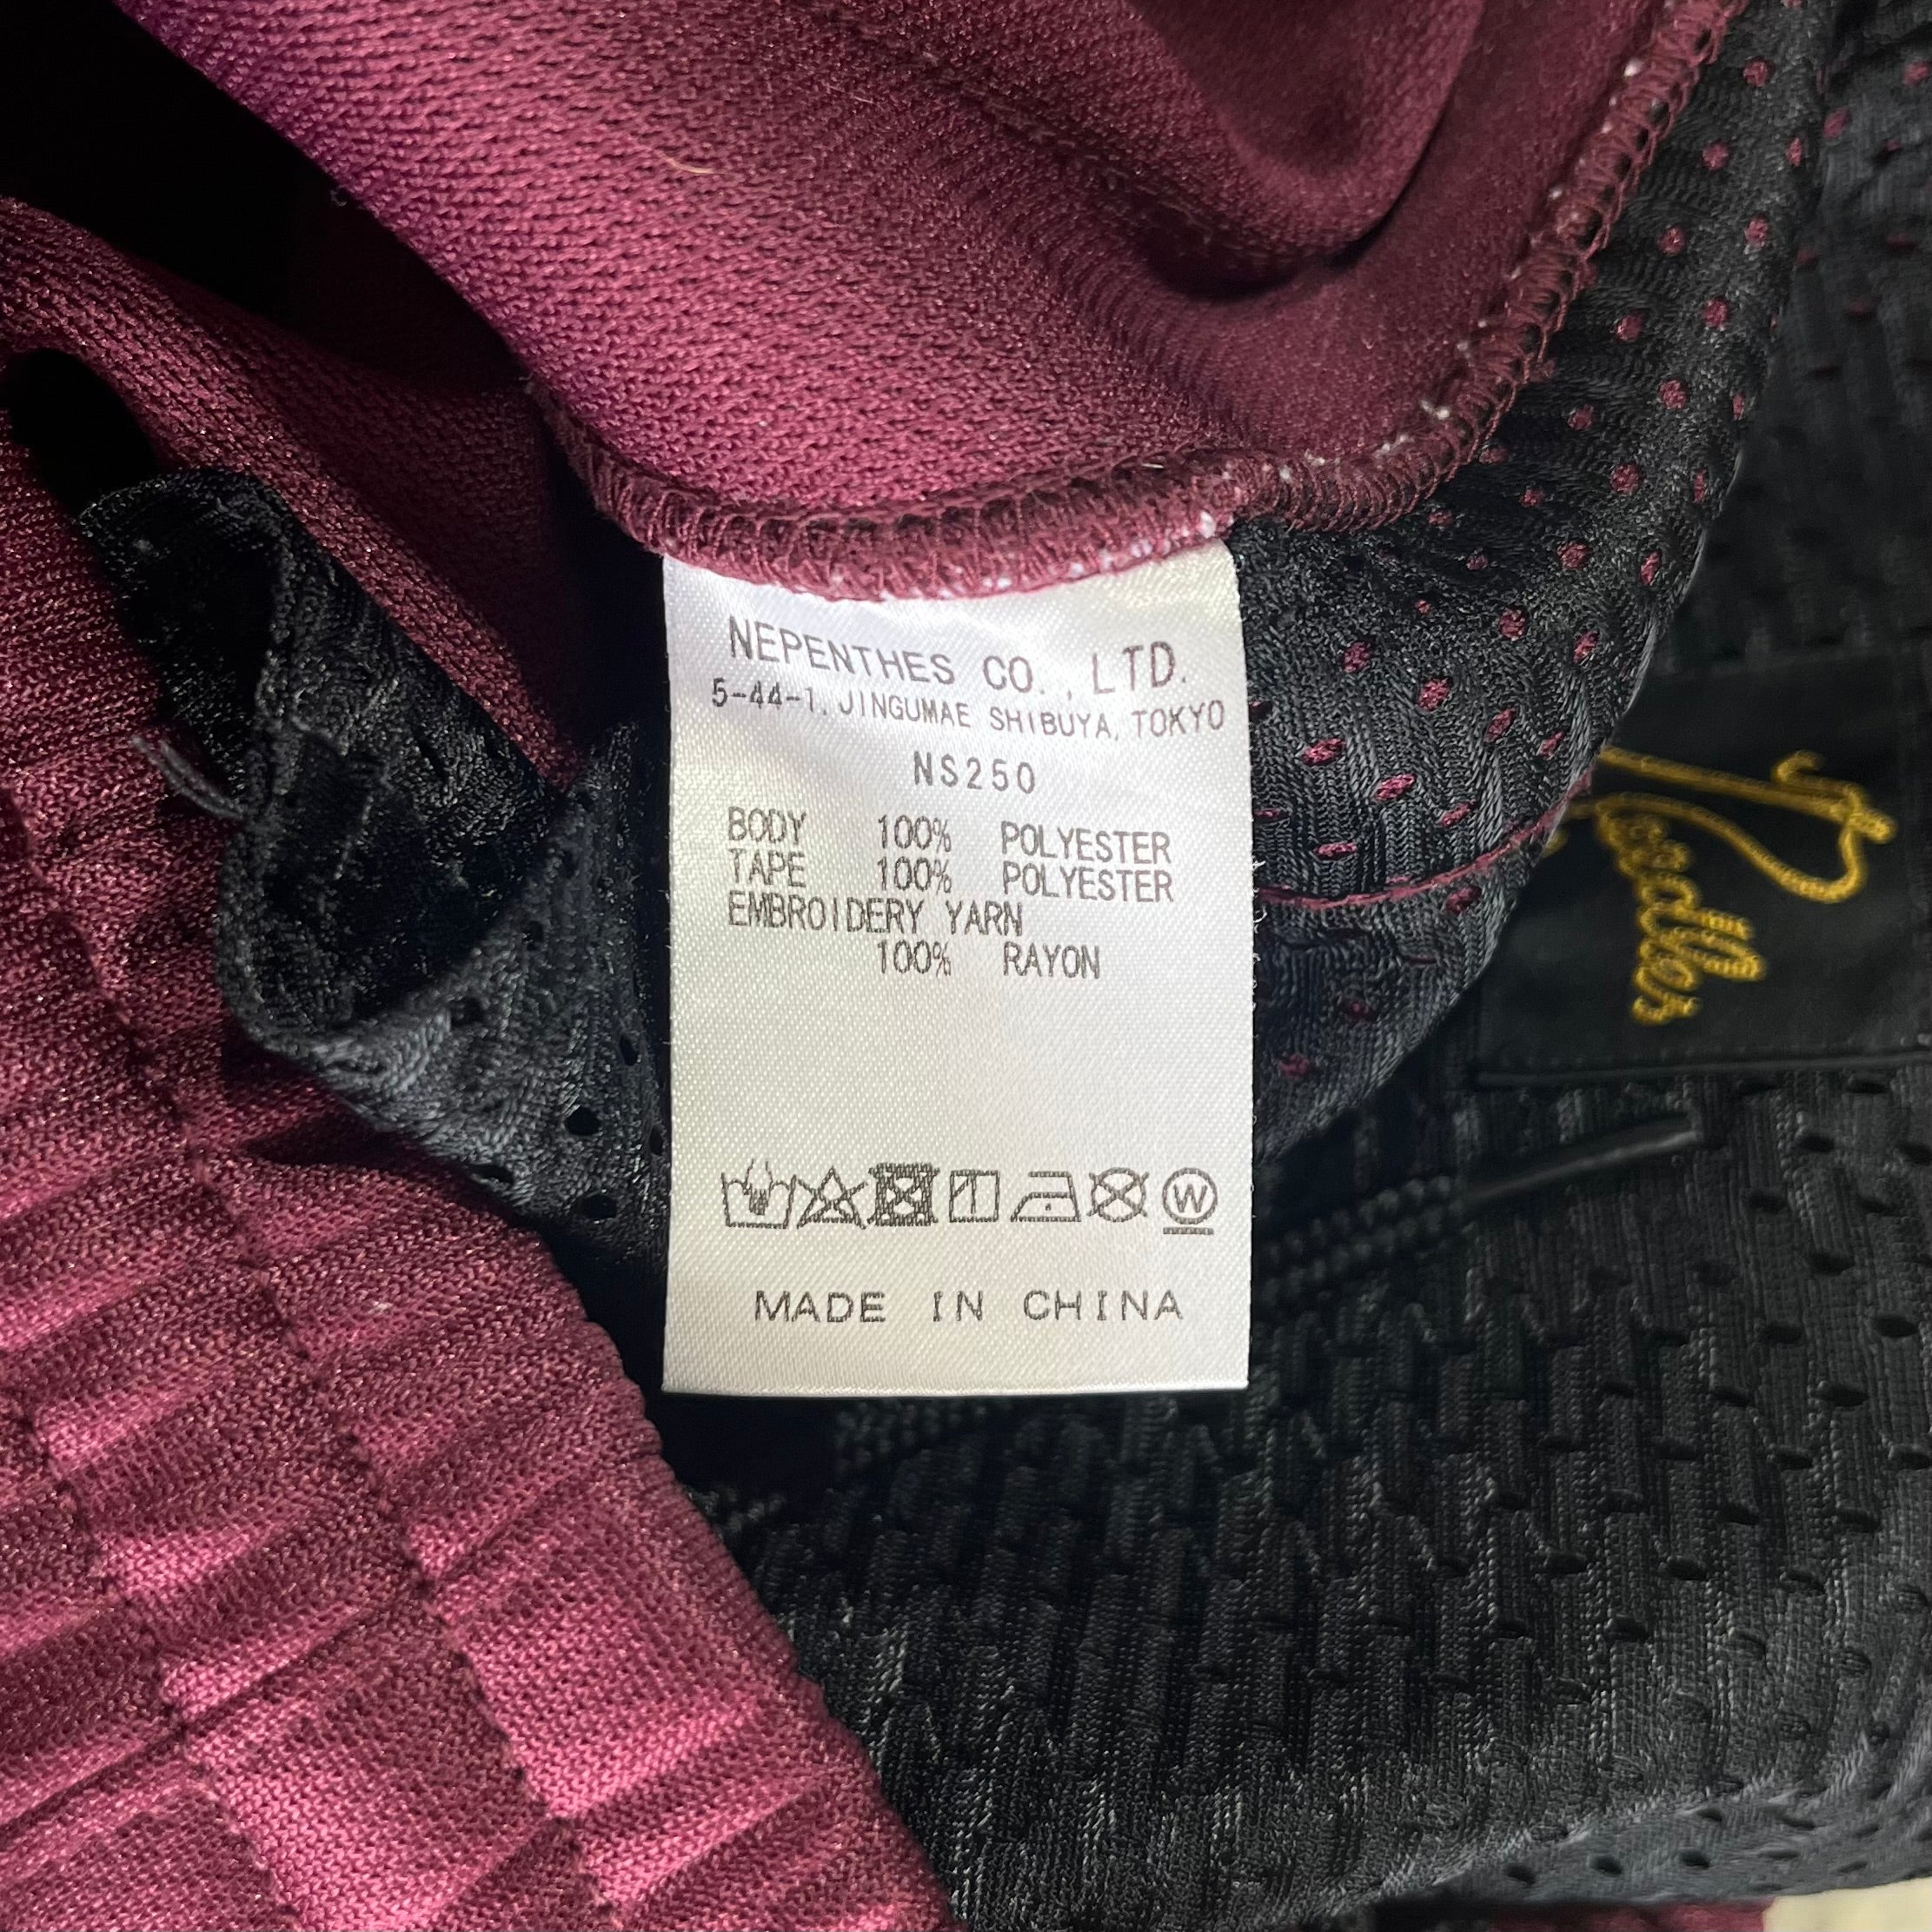 NEPENTHES CO., LTD.
5-44-1, JINGUMAE SHIBUYA, TOKYO
NS250
BODY 100% POLYESTER
TAPE 100% POLYESTER
EMBROIDERY YARN
100% RAYON
W
MADE IN CHINA
Needles